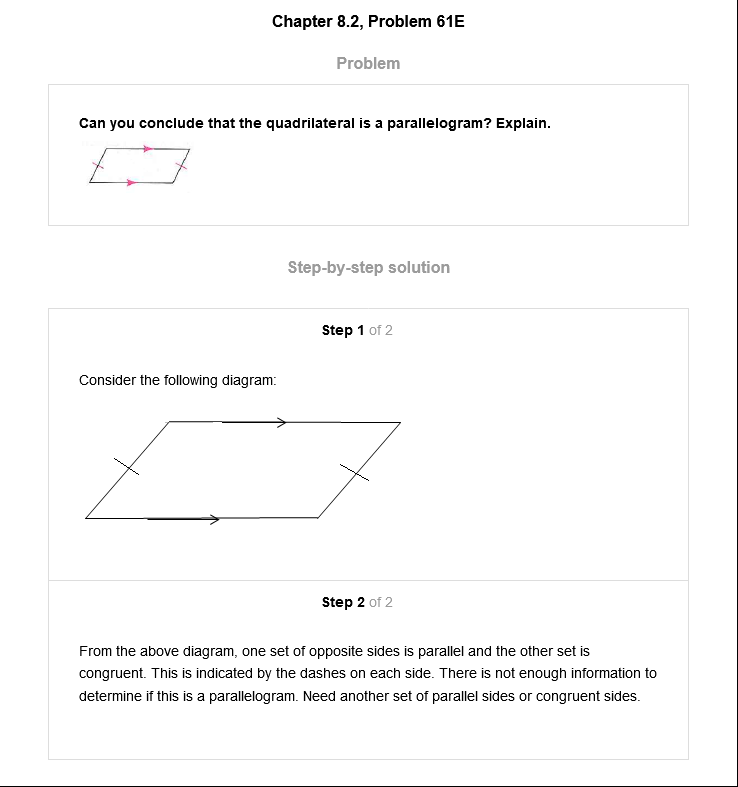 Chapter 8.2, Problem 61E
Problem
Can you conclude that the quadrilateral is a parallelogram? Explain.
Step-by-step solution
Step 1 of 2
Consider the following diagram:
Step 2 of 2
From the above diagram, one set of opposite sides is parallel and the other set is
congruent. This is indicated by the dashes on each side. There is not enough information to
determine if this is a parallelogram. Need another set of parallel sides or congruent sides.